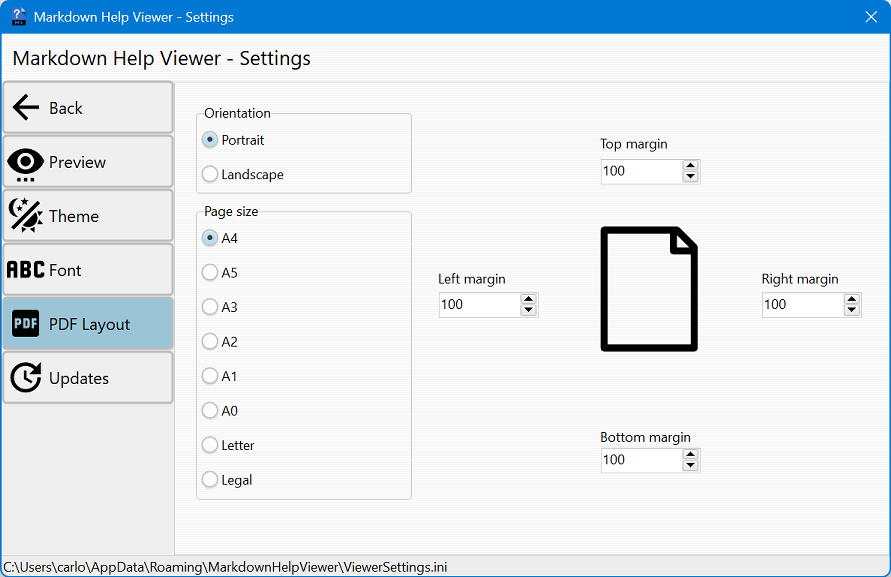 Markdown Help Viewer - Settings
Markdown Help Viewer - Settings
Back
Preview
Theme
ABC Font
PDF PDF Layout
Updates
Orientation
Portrait
Landscape
Page size
A4
A5
A3
A2
A1
A0
Letter
Legal
Top margin
100
Left margin
100
Right margin
100
Bottom margin
100
C:\Users\carlo\AppData\Roaming\MarkdownHelpViewer\ViewerSettings.ini